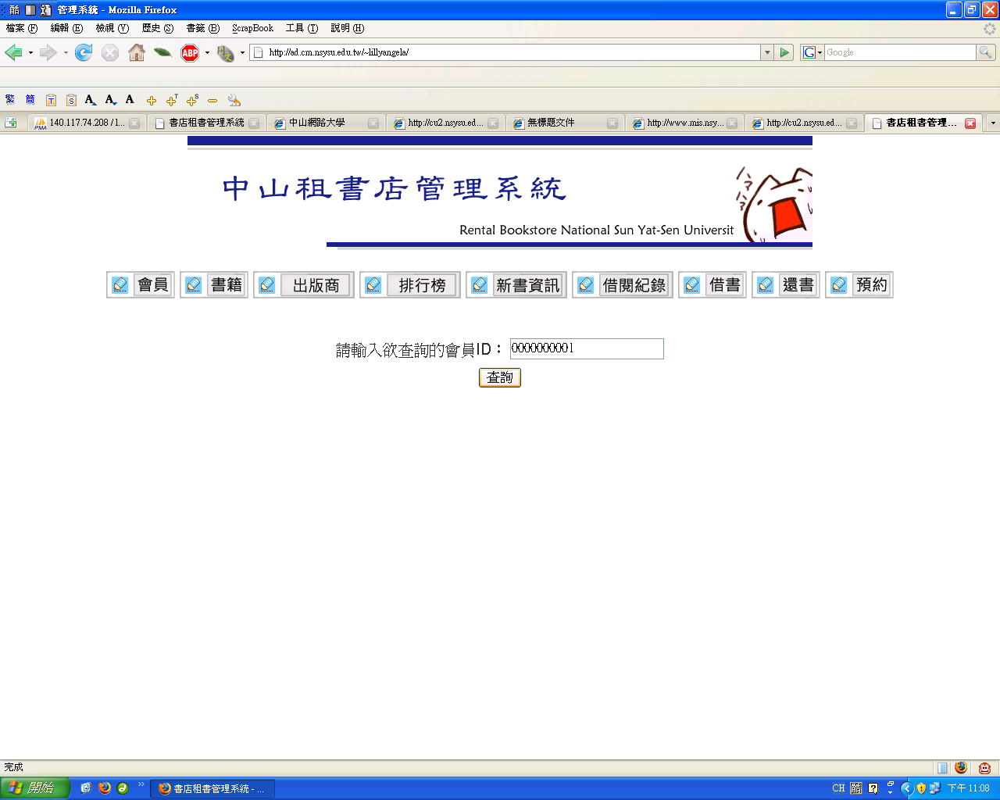 酷 管理系統 - Mozilla Firefox
檔案 (F) 編輯 (E) 檢視 (V) 歷史 (S) 書籤 (B) ScrapBook 工具 (T) 說明 (H)
ABP http://ad.cm.nsysu.edu.tw/~lillyangela/ G Google
繁 簡 T S A A A T S
PMA 140.117.74.208 / l... 書店租書管理系統 中山網路大學 http://cu2.nsysu.ed... 無標題文件 http://www.mis.nsy... http://cu2.nsysu.ed... 書店租書管理...
中山租書店管理系統
Rental Bookstore National Sun Yat-Sen Universit
會員 書籍 出版商 排行榜 新書資訊 借閱紀錄 借書 還書 預約
請輸入欲查詢的會員ID： 0000000001
查詢
完成
開始 書店租書管理系統 - ... CH 酷 下午 11:08